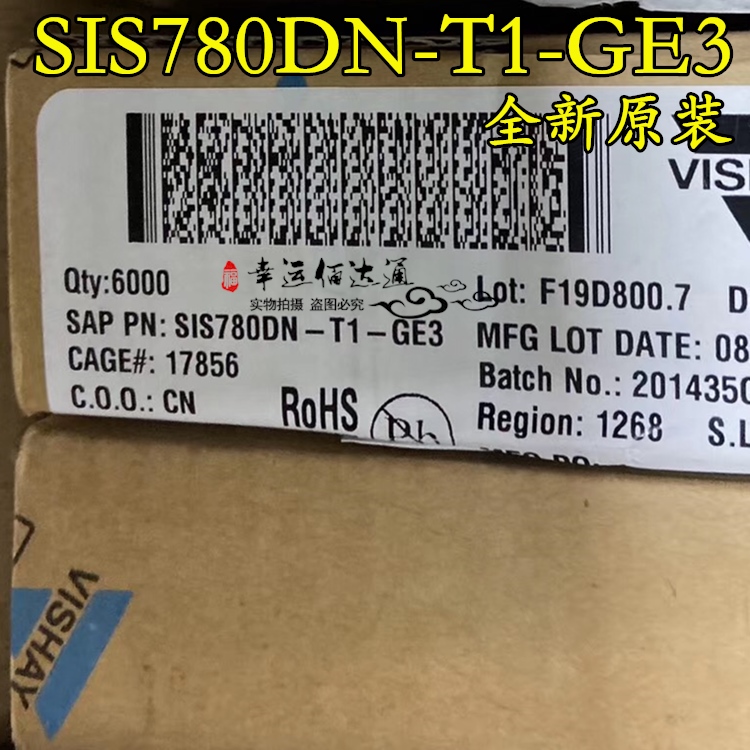 SIS780DN-T1-GE3
全新原装
VIS
Qty:6000
福
幸运佰达通
实物拍摄 盗图必究
Lot: F19D800.7 D
SAP PN: SIS780DN-T1-GE3
MFG LOT DATE: 08
CAGE#: 17856
Batch No.: 2014350
C.O.O.: CN
RoHS
Pb
Region: 1268 S.L
VISHAY